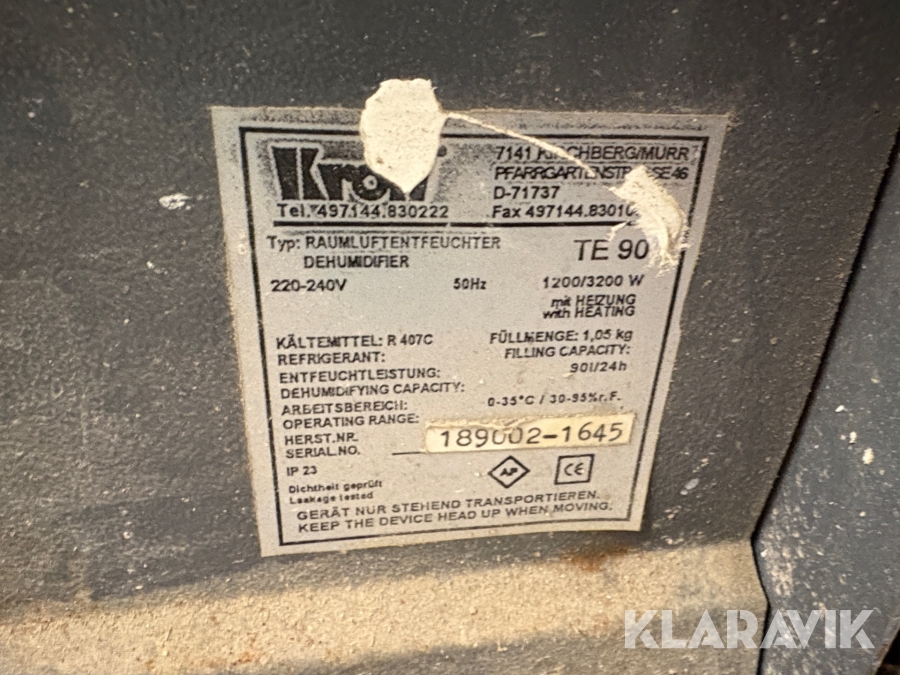 Kroll
7141 KIRCHBERG/MURR
PFARRGARTENSTRASSE 46
D-71737
Tel. 497144.830222
Fax 497144.8301
Typ: RAUMLUFTENTFEUCHTER
DEHUMIDIFIER
TE 90
220-240V 50Hz 1200/3200 W
mit HEIZUNG
with HEATING
KÄLTEMITTEL: R 407C FÜLLMENGE: 1,05 kg
REFRIGERANT: FILLING CAPACITY:
ENTFEUCHTLEISTUNG: 90l/24h
DEHUMIDIFYING CAPACITY:
ARBEITSBEREICH: 0-35°C / 30-95%r.F.
OPERATING RANGE:
HERST.NR. 189002-1645
SERIAL.NO.
IP 23
AP
CE
Dichtheit geprüft
Leakage tested
GERÄT NUR STEHEND TRANSPORTIEREN.
KEEP THE DEVICE HEAD UP WHEN MOVING.
KLARAVIK